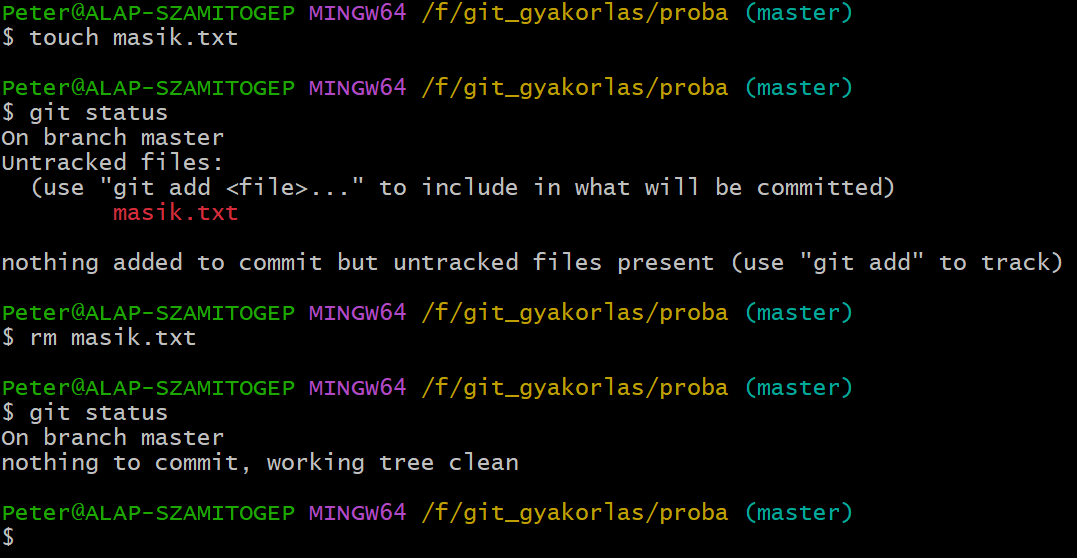 Peter@ALAP-SZAMITOGEP MINGW64 /f/git_gyakorlas/proba (master)
$ touch masik.txt
Peter@ALAP-SZAMITOGEP MINGW64 /f/git_gyakorlas/proba (master)
$ git status
On branch master
Untracked files:
  (use "git add <file>..." to include in what will be committed)
        masik.txt
nothing added to commit but untracked files present (use "git add" to track)
Peter@ALAP-SZAMITOGEP MINGW64 /f/git_gyakorlas/proba (master)
$ rm masik.txt
Peter@ALAP-SZAMITOGEP MINGW64 /f/git_gyakorlas/proba (master)
$ git status
On branch master
nothing to commit, working tree clean
Peter@ALAP-SZAMITOGEP MINGW64 /f/git_gyakorlas/proba (master)
$